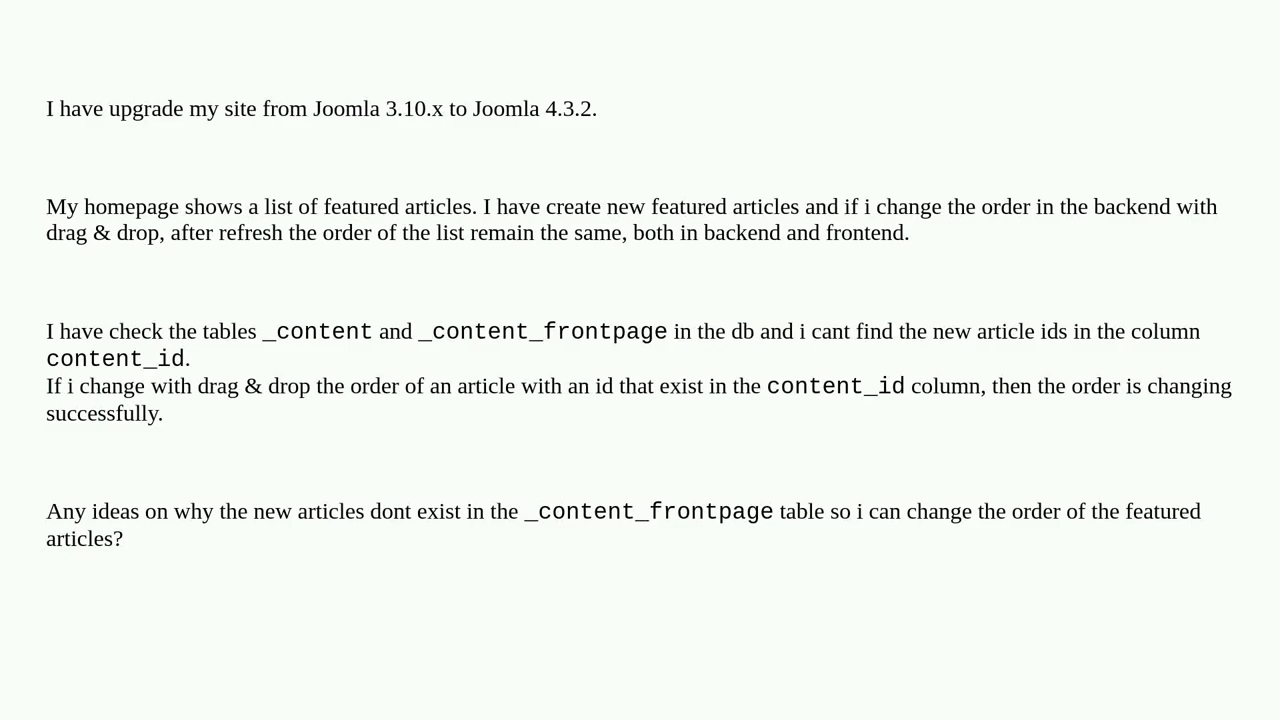 I have upgrade my site from Joomla 3.10.x to Joomla 4.3.2.
My homepage shows a list of featured articles. I have create new featured articles and if i change the order in the backend with
drag & drop, after refresh the order of the list remain the same, both in backend and frontend.
I have check the tables _content and _content_frontpage in the db and i cant find the new article ids in the column
content_id.
If i change with drag & drop the order of an article with an id that exist in the content_id column, then the order is changing
successfully.
Any ideas on why the new articles dont exist in the _content_frontpage table so i can change the order of the featured
articles?